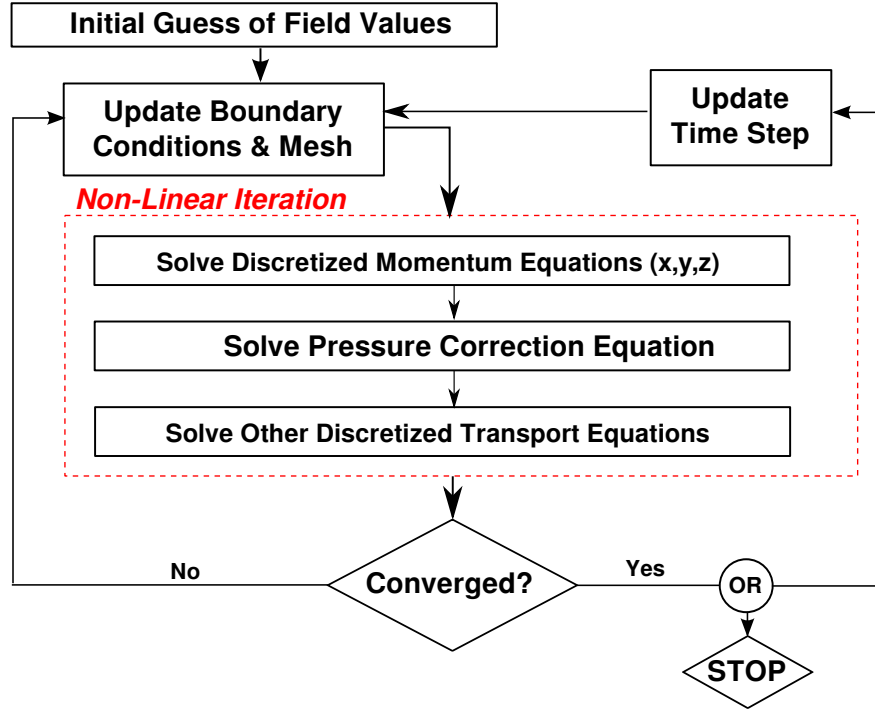 Initial Guess of Field Values
Update Boundary
Conditions & Mesh
Update
Time Step
Non-Linear Iteration
Solve Discretized Momentum Equations (x,y,z)
Solve Pressure Correction Equation
Solve Other Discretized Transport Equations
No
Converged?
Yes
OR
STOP